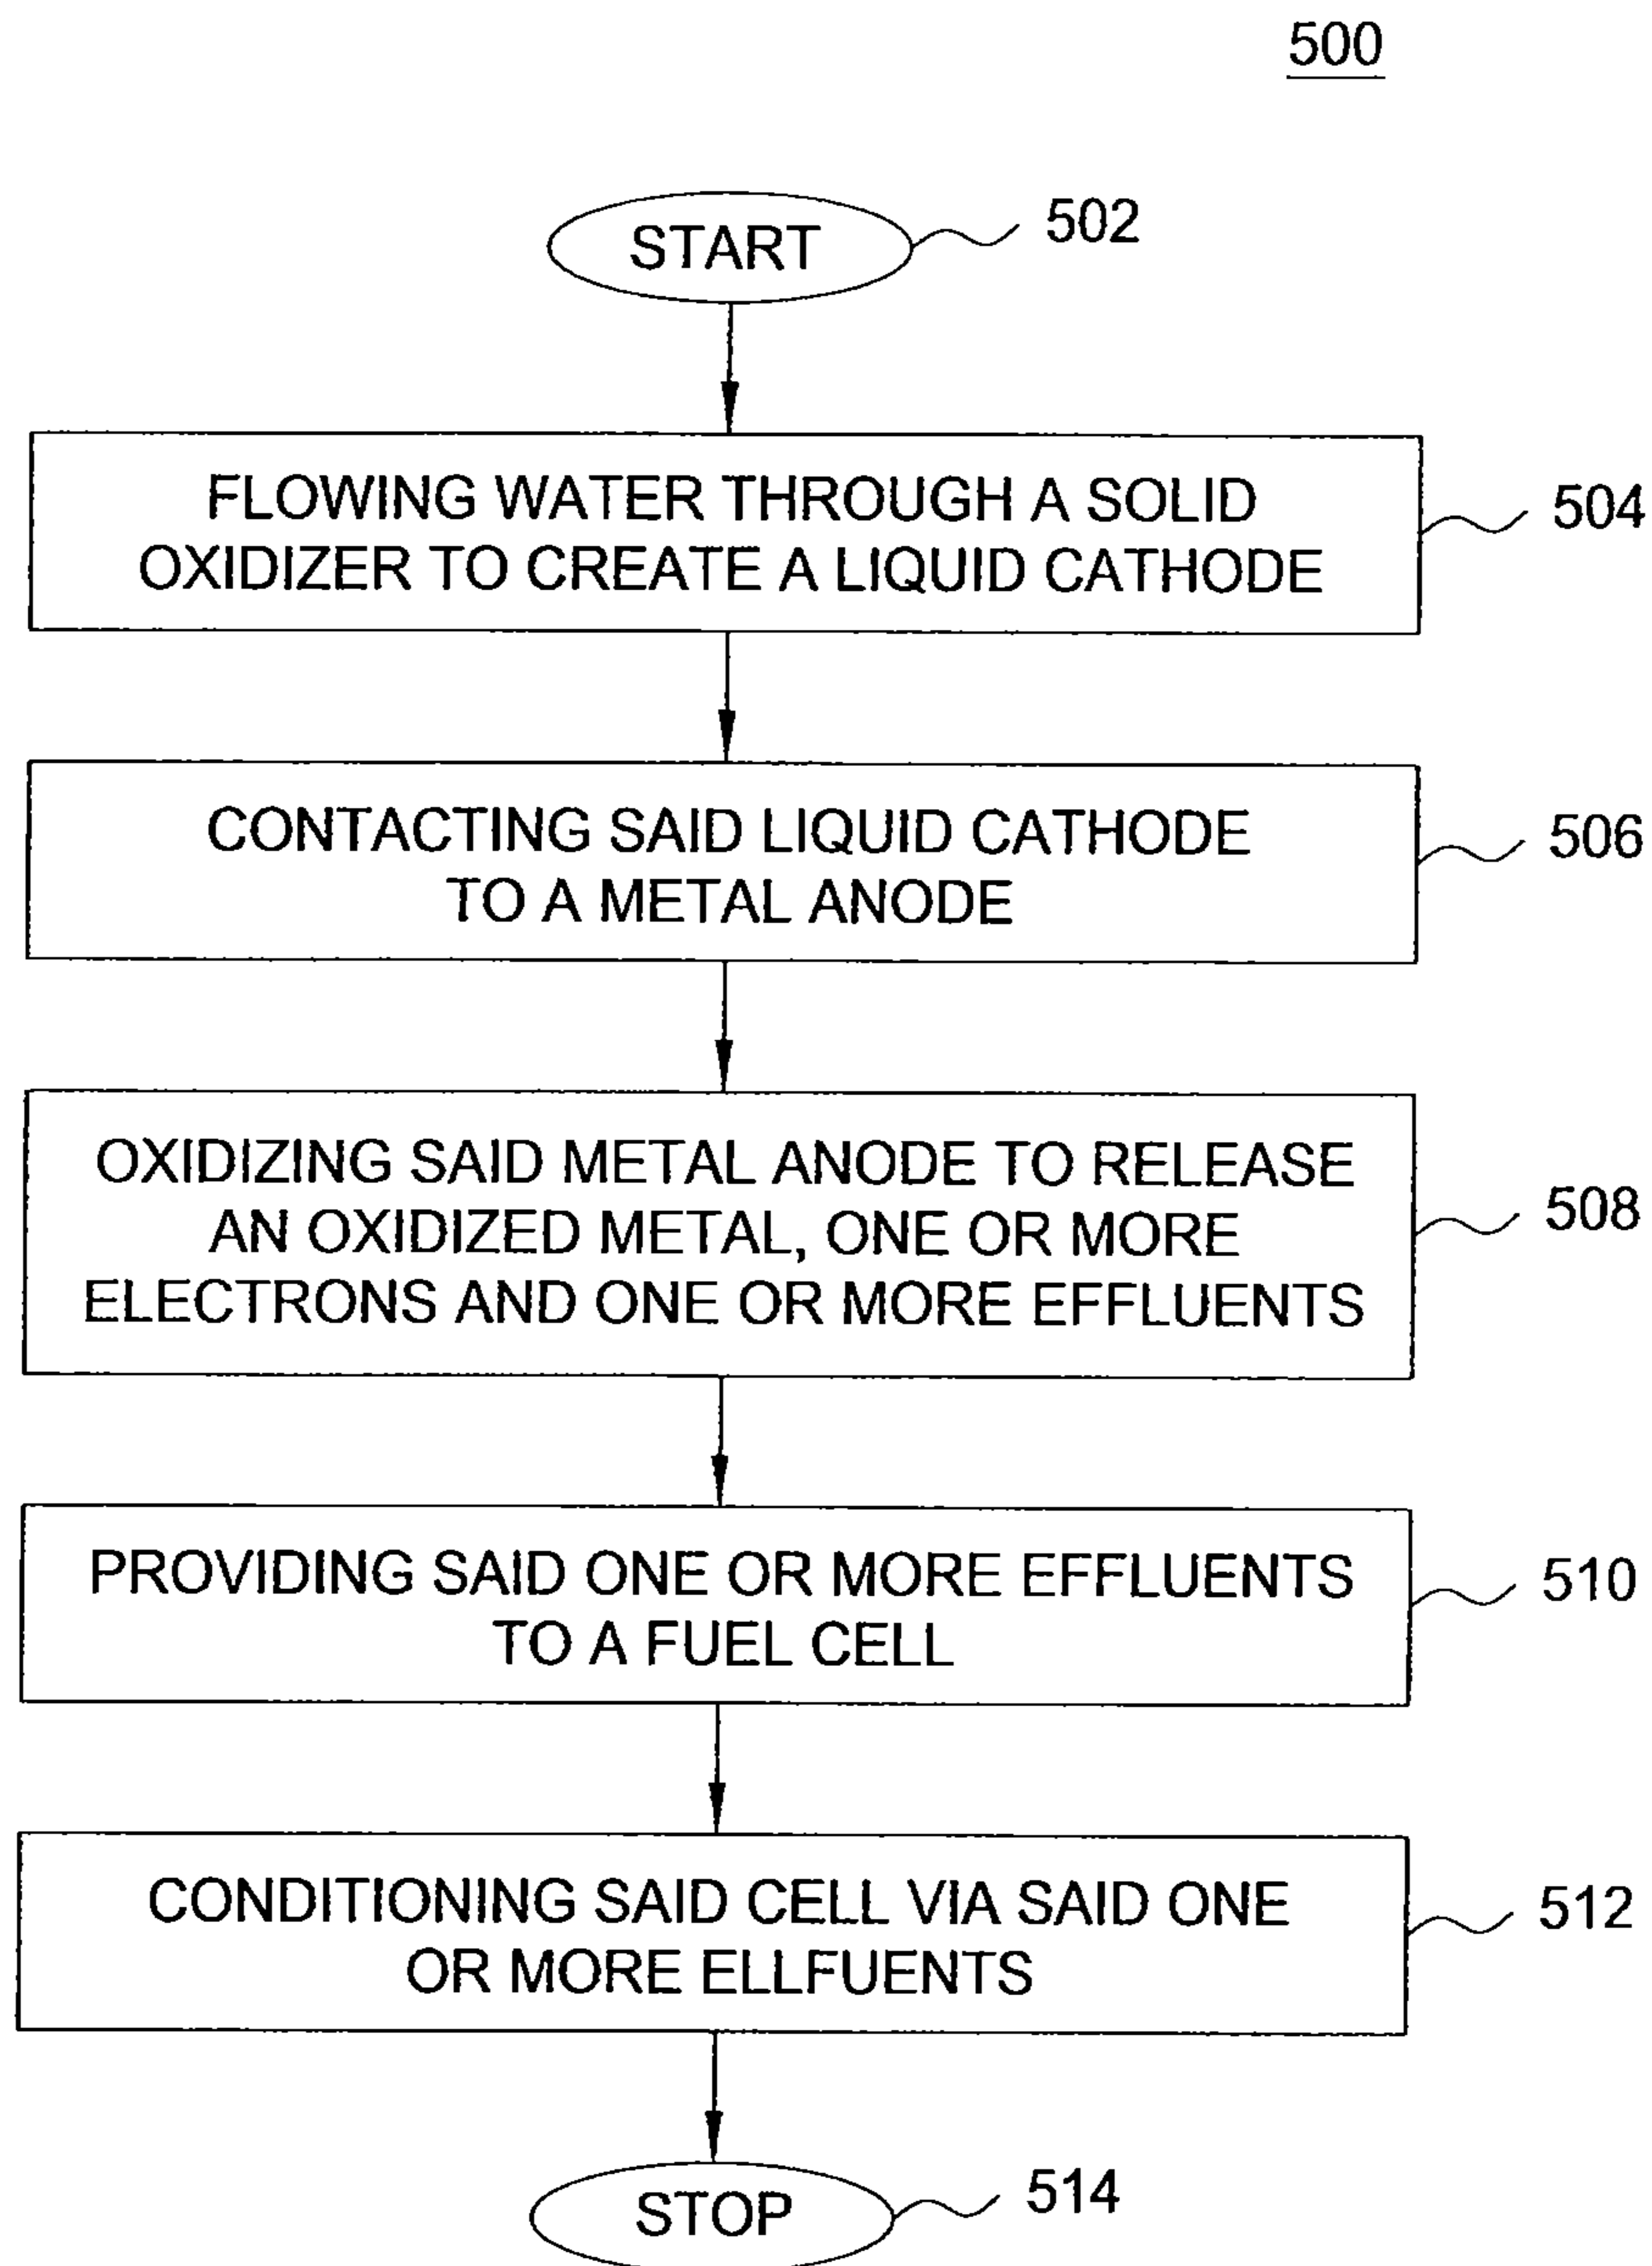 500
START
502
FLOWING WATER THROUGH A SOLID
OXIDIZER TO CREATE A LIQUID CATHODE
504
CONTACTING SAID LIQUID CATHODE
TO A METAL ANODE
506
OXIDIZING SAID METAL ANODE TO RELEASE
AN OXIDIZED METAL, ONE OR MORE
ELECTRONS AND ONE OR MORE EFFLUENTS
508
PROVIDING SAID ONE OR MORE EFFLUENTS
TO A FUEL CELL
510
CONDITIONING SAID CELL VIA SAID ONE
OR MORE ELLFUENTS
512
STOP
514